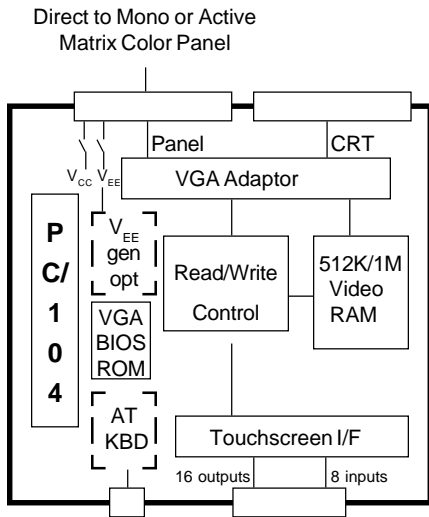 Direct to Mono or Active
Matrix Color Panel
Panel
CRT
VCC VEE
VGA Adaptor
P
C/
1
0
4
VEE
gen
opt
Read/Write
Control
512K/1M
Video
RAM
VGA
BIOS
ROM
AT
KBD
Touchscreen I/F
16 outputs
8 inputs